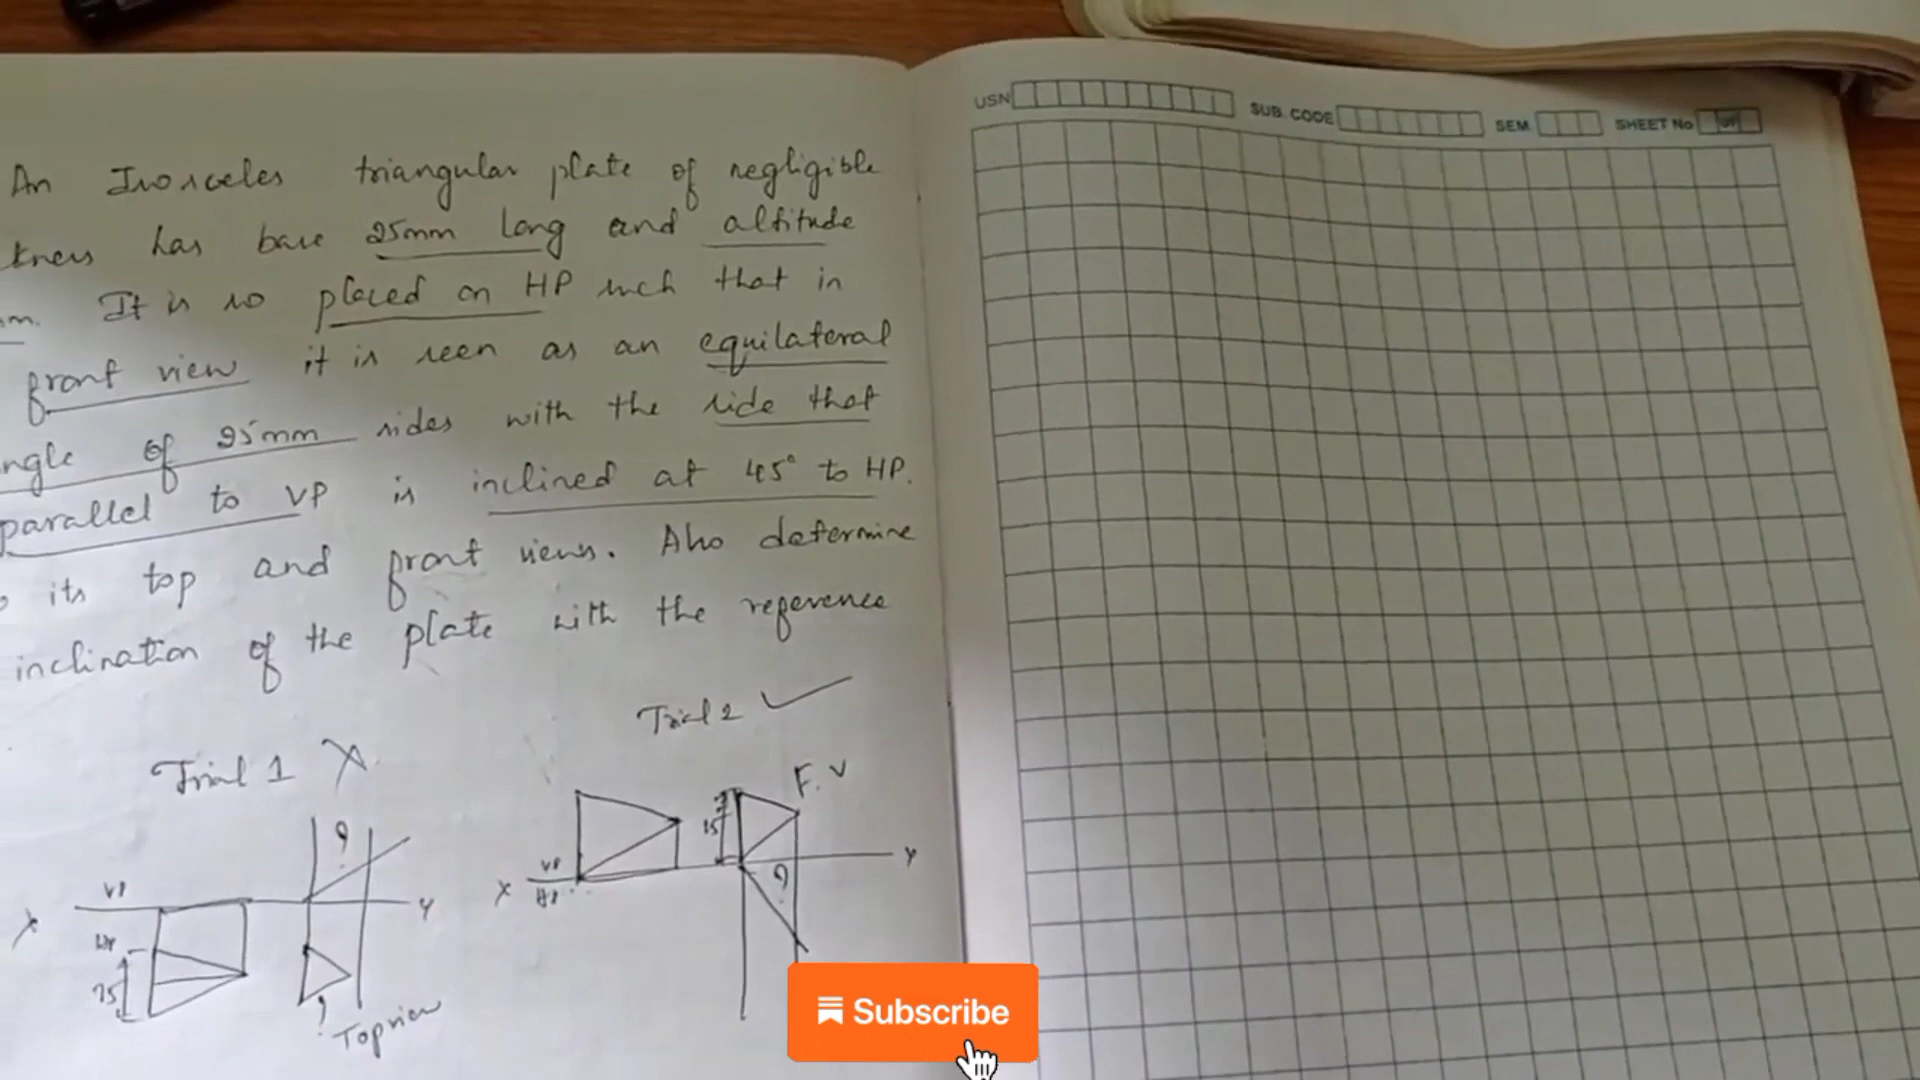 An Isosceles triangular plate of negligible
kness has base 25mm long and altitude
mm. It is so placed on HP such that in
front view it is seen as an equilateral
ngle of 25mm sides with the side that
parallel to VP is inclined at 45° to HP.
its top and front views. Also determine
inclination of the plate with the reference
Trial 1 X
Trial 2 ✓
VP
HP
X
Y
25
?
?
Top view
F.V
VP
HP
X
Y
25
?
USN
SUB. CODE
SEM
SHEET No
Subscribe